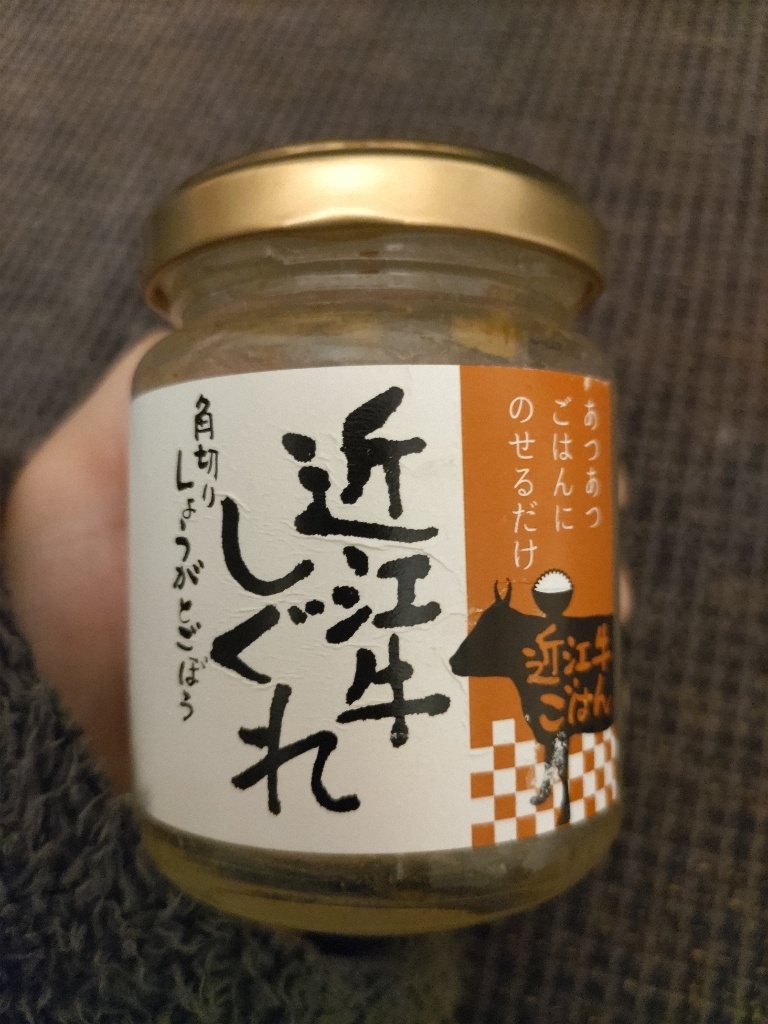 あつあつ
ごはんに
のせるだけ
近江牛
ごはん
近江牛
しぐれ
角切り
しょうがとごぼう